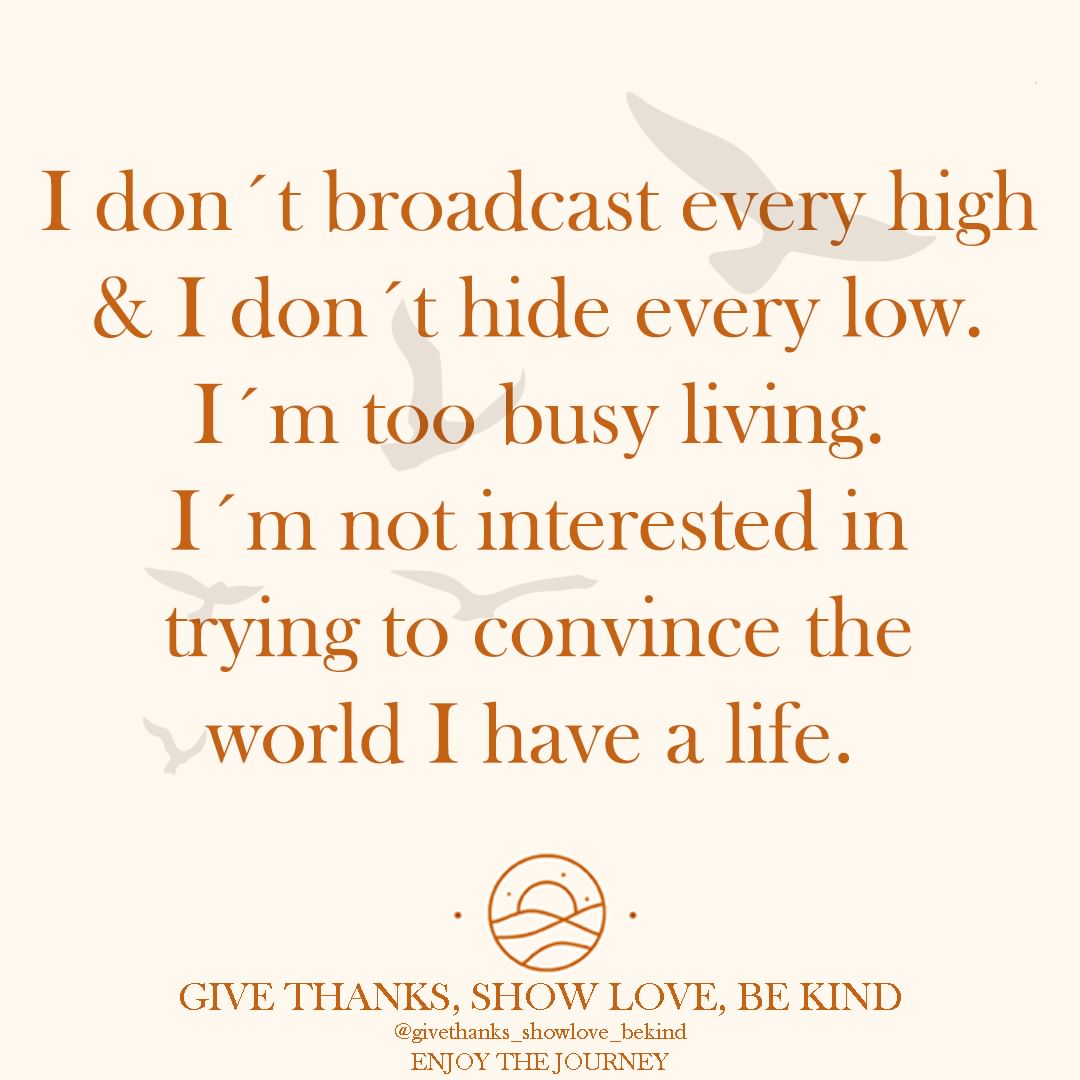 I don´t broadcast every high
& I don´t hide every low.
I´m too busy living.
I´m not interested in
trying to convince the
world I have a life.
GIVE THANKS, SHOW LOVE, BE KIND
@givethanks_showlove_bekind
ENJOY THE JOURNEY